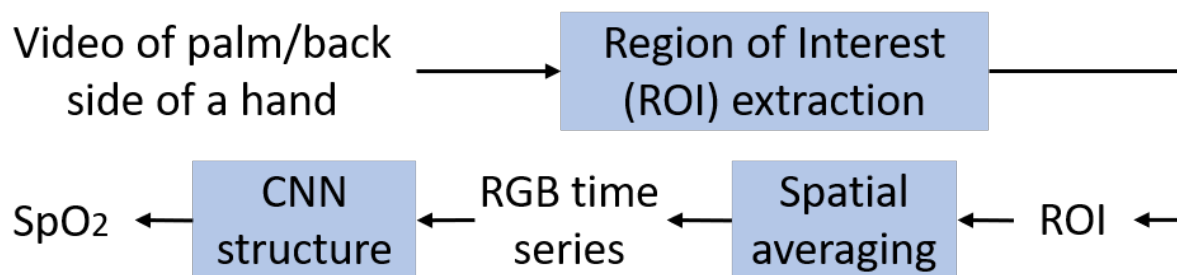 Video of palm/back
side of a hand
Region of Interest
(ROI) extraction
SpO2
CNN
structure
RGB time
series
Spatial
averaging
ROI